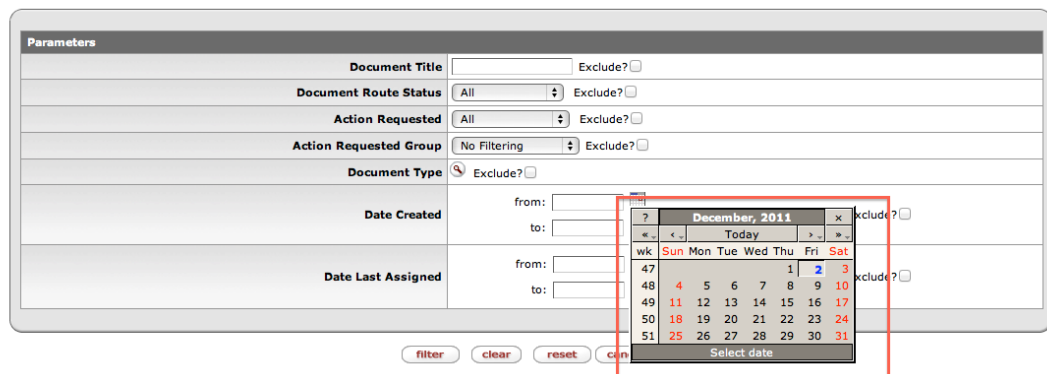 Parameters
Document Title Exclude?
Document Route Status All Exclude?
Action Requested All Exclude?
Action Requested Group No Filtering Exclude?
Document Type Exclude?
Date Created from: xclude?
to:
Date Last Assigned from: xclude?
to:
? December, 2011 ×
« ‹ Today › »
wk Sun Mon Tue Wed Thu Fri Sat
47 1 2 3
48 4 5 6 7 8 9 10
49 11 12 13 14 15 16 17
50 18 19 20 21 22 23 24
51 25 26 27 28 29 30 31
Select date
filter clear reset can